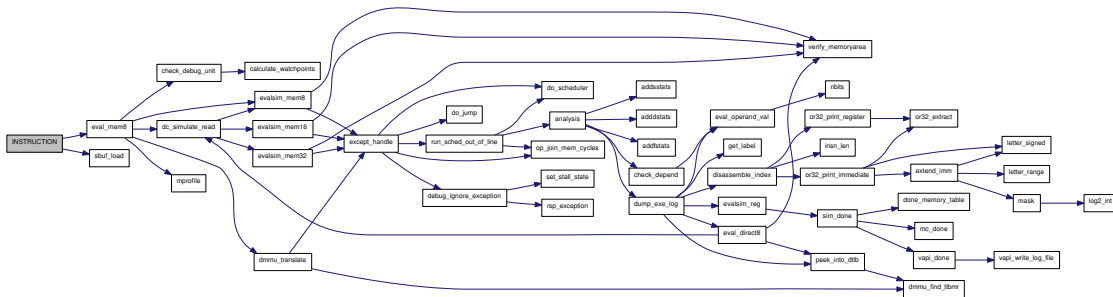 INSTRUCTION
eval_mem8
sbuf_load
check_debug_unit
dc_simulate_read
mprofile
dmmu_translate
calculate_watchpoints
evalsim_mem8
evalsim_mem16
evalsim_mem32
except_handle
do_jump
run_sched_out_of_line
debug_ignore_exception
do_scheduler
analysis
op_join_mem_cycles
set_stall_state
rsp_exception
addsstats
adddstats
addfstats
check_depend
dump_exe_log
eval_operand_val
get_label
disassemble_index
evalsim_reg
eval_direct8
verify_memoryarea
nbits
or32_print_register
insn_len
or32_print_immediate
sim_done
peek_into_dtlb
or32_extract
extend_imm
done_memory_table
mc_done
vapi_done
dmmu_find_tlbmr
letter_signed
letter_range
mask
vapi_write_log_file
log2_int